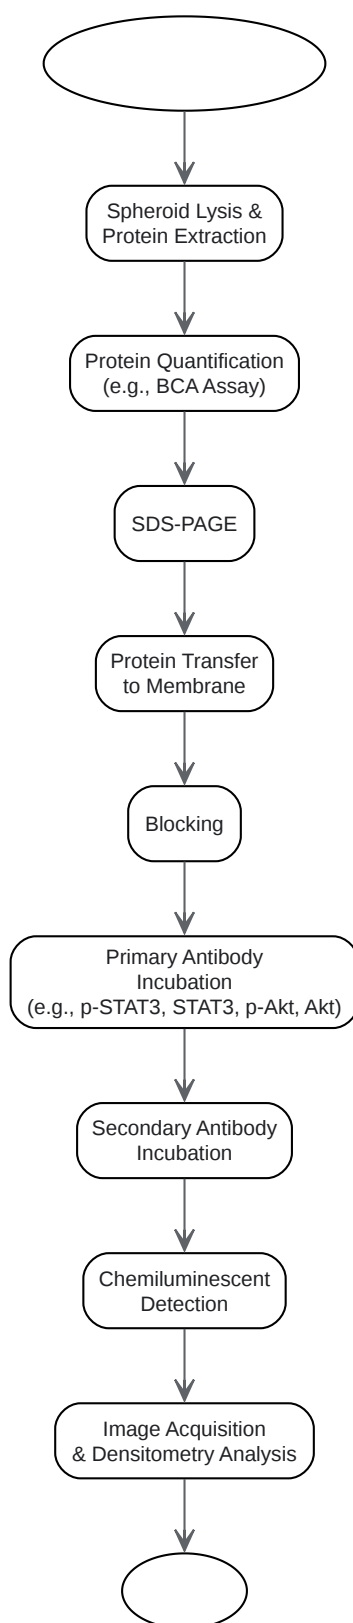 Spheroid Lysis &
Protein Extraction
Protein Quantification
(e.g., BCA Assay)
SDS-PAGE
Protein Transfer
to Membrane
Blocking
Primary Antibody
Incubation
(e.g., p-STAT3, STAT3, p-Akt, Akt)
Secondary Antibody
Incubation
Chemiluminescent
Detection
Image Acquisition
& Densitometry Analysis